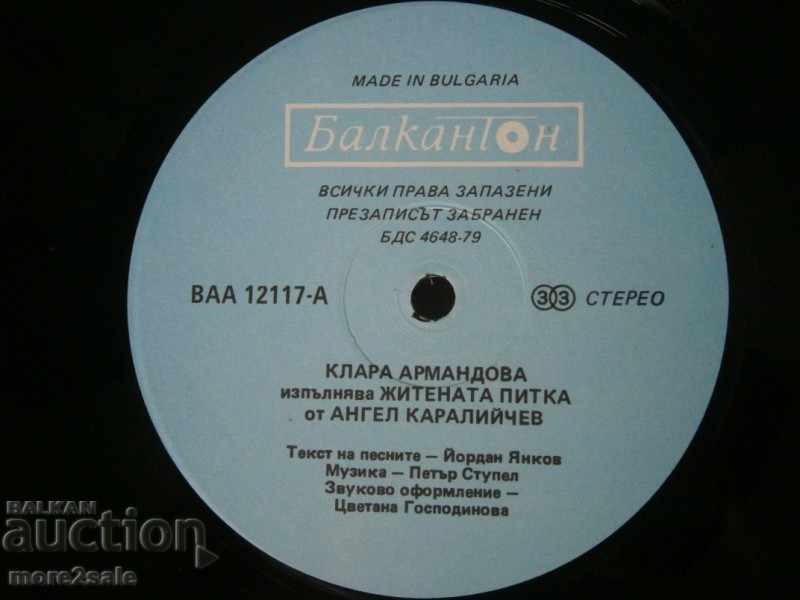 MADE IN BULGARIA
Балкантон
ВСИЧКИ ПРАВА ЗАПАЗЕНИ
ПРЕЗАПИСЪТ ЗАБРАНЕН
БДС 4648-79
ВАА 12117-А
33 СТЕРЕО
КЛАРА АРМАНДОВА
изпълнява ЖИТЕНАТА ПИТКА
от АНГЕЛ КАРАЛИЙЧЕВ
Текст на песните – Йордан Янков
Музика – Петър Ступел
Звуково оформление –
Цветана Господинова
BALKAN
auction
more2sale